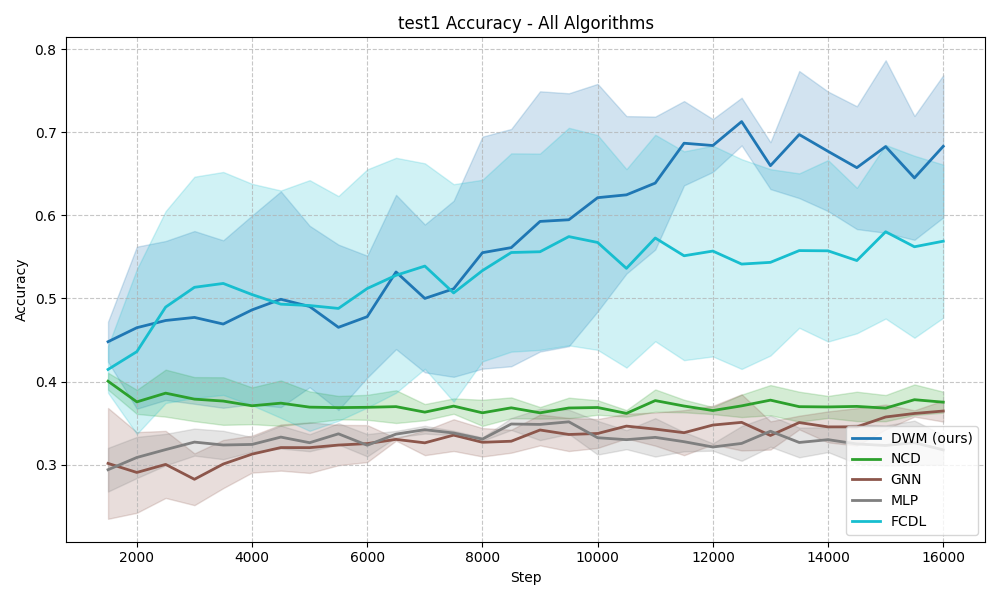 test1 Accuracy - All Algorithms
0.8
0.7
0.6
0.5
0.4
0.3
Accuracy
2000 4000 6000 8000 10000 12000 14000 16000
Step
DWM (ours)
NCD
GNN
MLP
FCDL